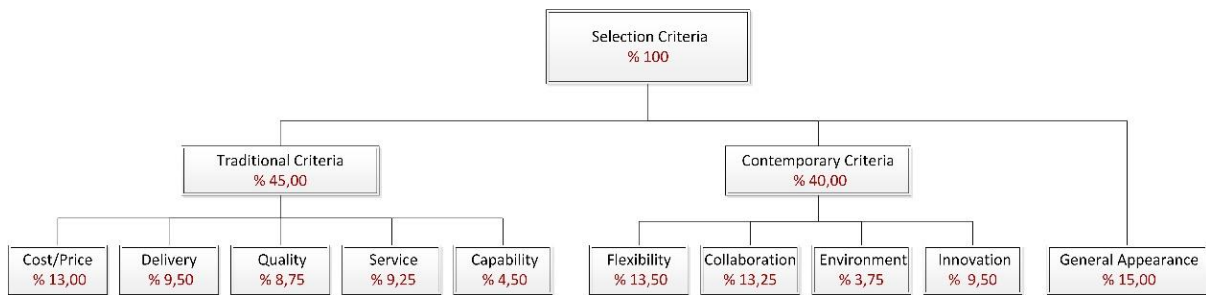 Selection Criteria
% 100
Traditional Criteria
% 45,00
Contemporary Criteria
% 40,00
Cost/Price
% 13,00
Delivery
% 9,50
Quality
% 8,75
Service
% 9,25
Capability
% 4,50
Flexibility
% 13,50
Collaboration
% 13,25
Environment
% 3,75
Innovation
% 9,50
General Appearance
% 15,00